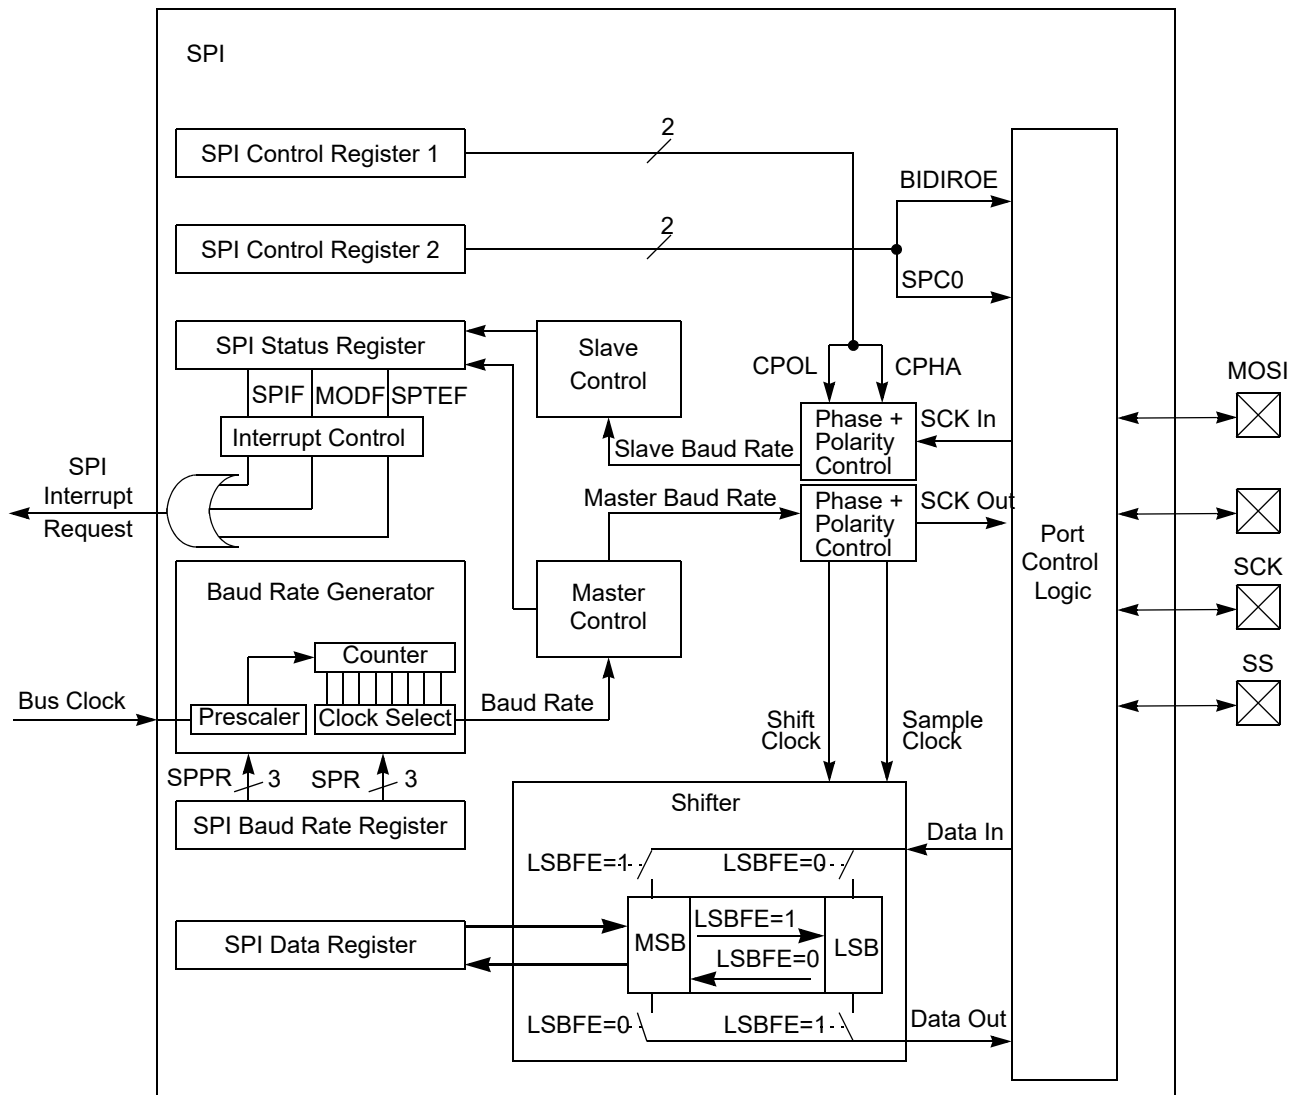 SPI
2
SPI Control Register 1
BIDIROE
2
SPI Control Register 2
SPC0
SPI Status Register
Slave
Control
CPOL
CPHA
MOSI
SPIF
MODF
SPTEF
Phase +
Polarity
Control
SCK In
Interrupt Control
Slave Baud Rate
SPI
Interrupt
Request
Master Baud Rate
Phase +
Polarity
Control
SCK Out
Port
Control
Logic
SCK
Baud Rate Generator
Master
Control
Counter
SS
Bus Clock
Prescaler
Clock Select
Baud Rate
Shift
Clock
Sample
Clock
SPPR
3
SPR
3
Shifter
SPI Baud Rate Register
Data In
LSBFE=1
LSBFE=0
SPI Data Register
MSB
LSBFE=1
LSBFE=0
LSB
LSBFE=0
LSBFE=1
Data Out